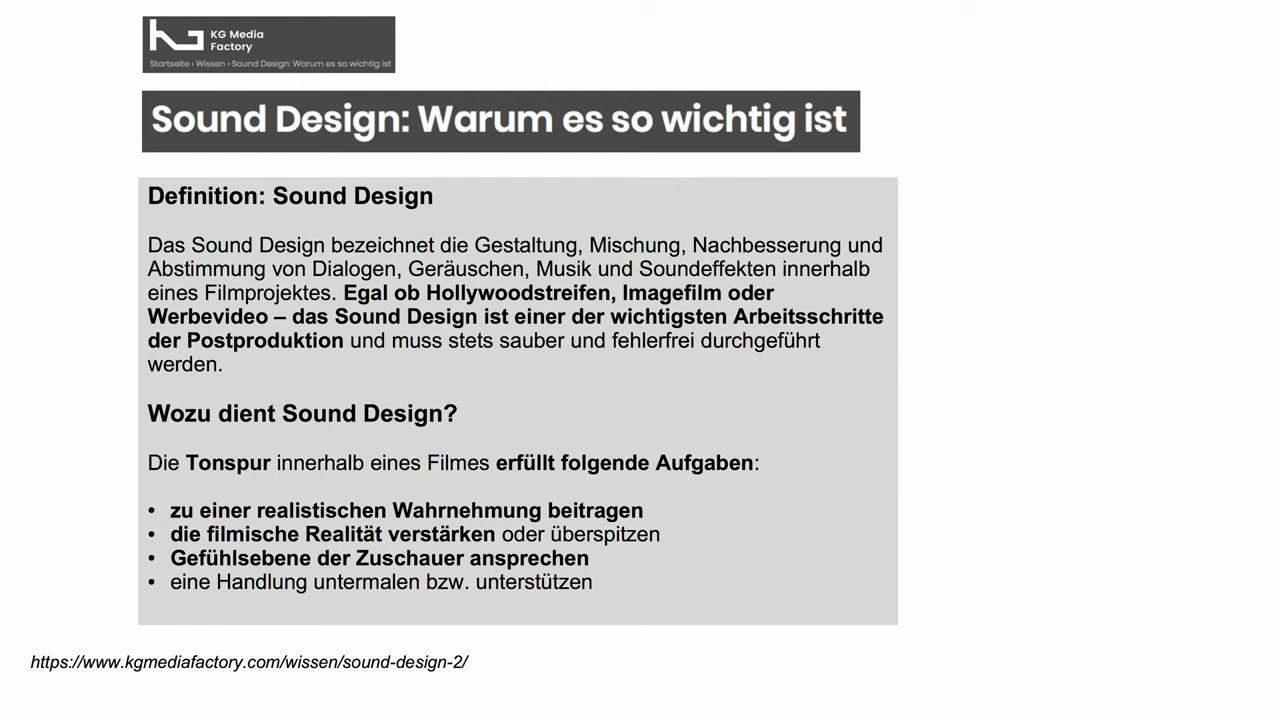 KG Media
Factory
Startseite › Wissen › Sound Design: Warum es so wichtig ist
Sound Design: Warum es so wichtig ist
Definition: Sound Design
Das Sound Design bezeichnet die Gestaltung, Mischung, Nachbesserung und
Abstimmung von Dialogen, Geräuschen, Musik und Soundeffekten innerhalb
eines Filmprojektes. Egal ob Hollywoodstreifen, Imagefilm oder
Werbevideo – das Sound Design ist einer der wichtigsten Arbeitsschritte
der Postproduktion und muss stets sauber und fehlerfrei durchgeführt
werden.
Wozu dient Sound Design?
Die Tonspur innerhalb eines Filmes erfüllt folgende Aufgaben:
• zu einer realistischen Wahrnehmung beitragen
• die filmische Realität verstärken oder überspitzen
• Gefühlsebene der Zuschauer ansprechen
• eine Handlung untermalen bzw. unterstützen
https://www.kgmediafactory.com/wissen/sound-design-2/